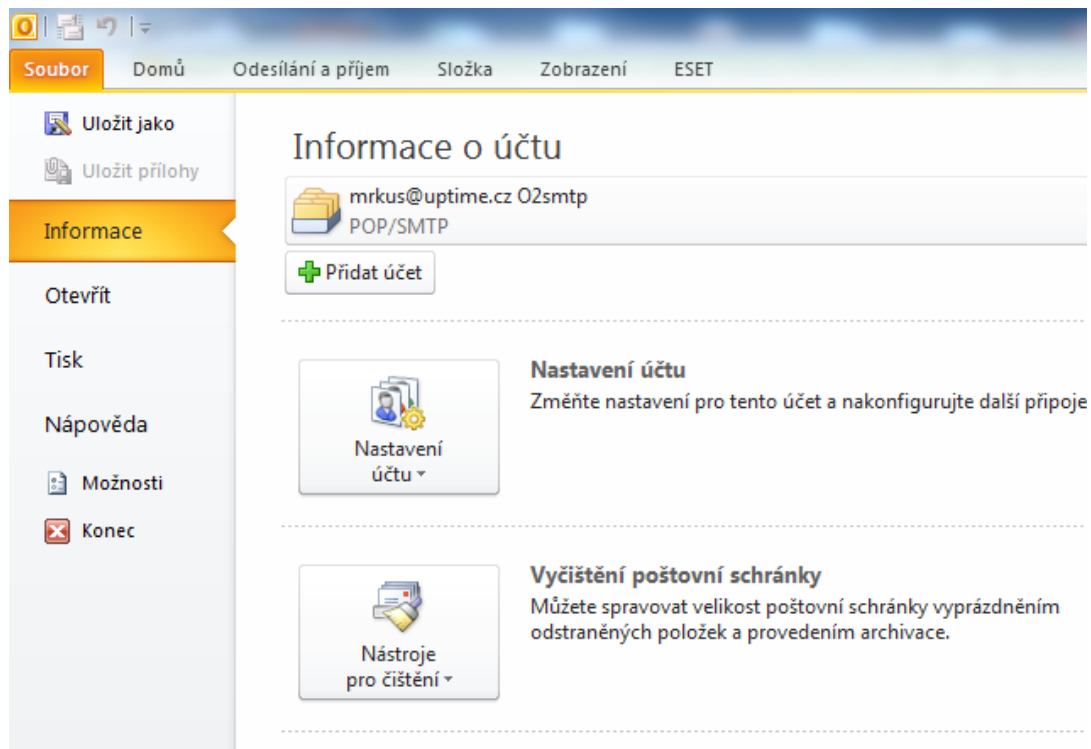 Soubor Domů Odesílání a příjem Složka Zobrazení ESET
Uložit jako
Uložit přílohy
Informace
Otevřít
Tisk
Nápověda
Možnosti
Konec
Informace o účtu
mrkus@uptime.cz O2smtp
POP/SMTP
Přidat účet
Nastavení
účtu
Nastavení účtu
Změňte nastavení pro tento účet a nakonfigurujte další připoje
Nástroje
pro čištění
Vyčištění poštovní schránky
Můžete spravovat velikost poštovní schránky vyprázdněním
odstraněných položek a provedením archivace.